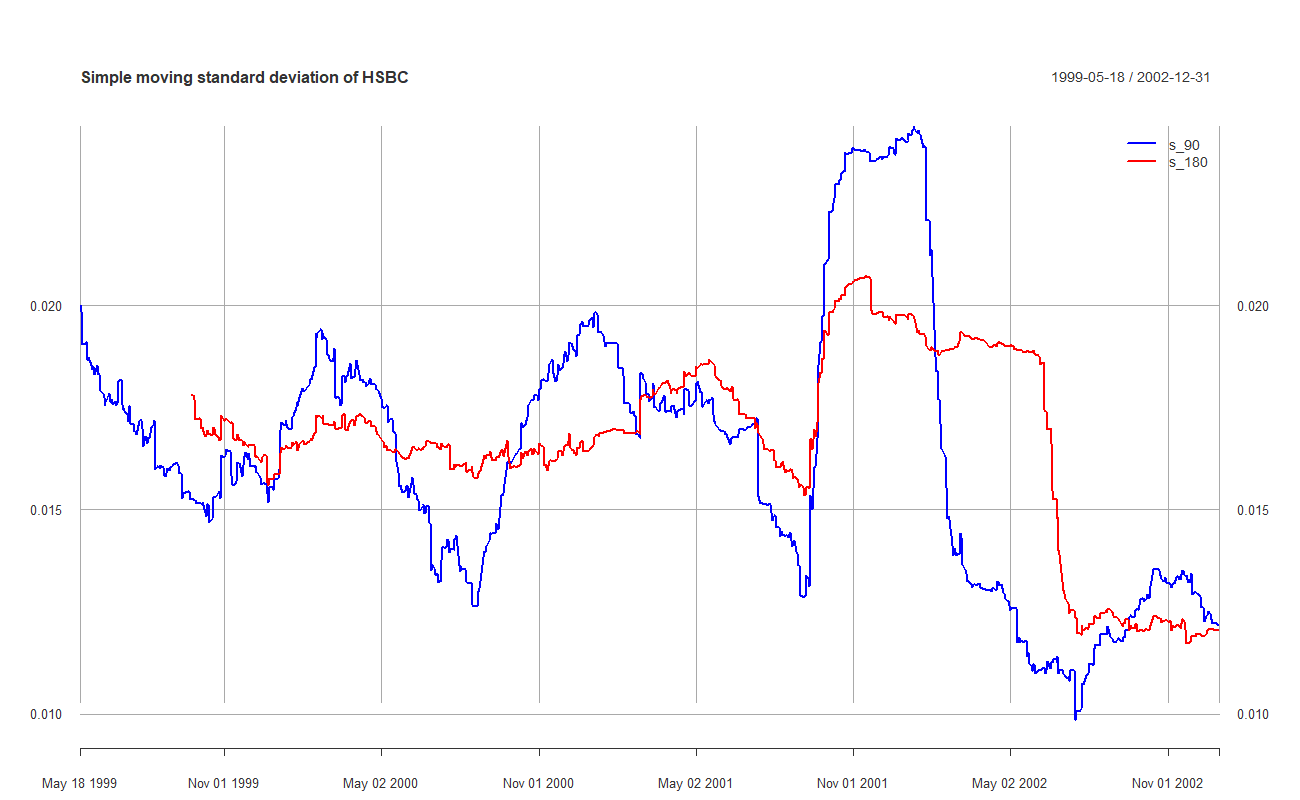 Simple moving standard deviation of HSBC
1999-05-18 / 2002-12-31
s_90
s_180
0.020
0.020
0.015
0.015
0.010
0.010
May 18 1999
Nov 01 1999
May 02 2000
Nov 01 2000
May 02 2001
Nov 01 2001
May 02 2002
Nov 01 2002